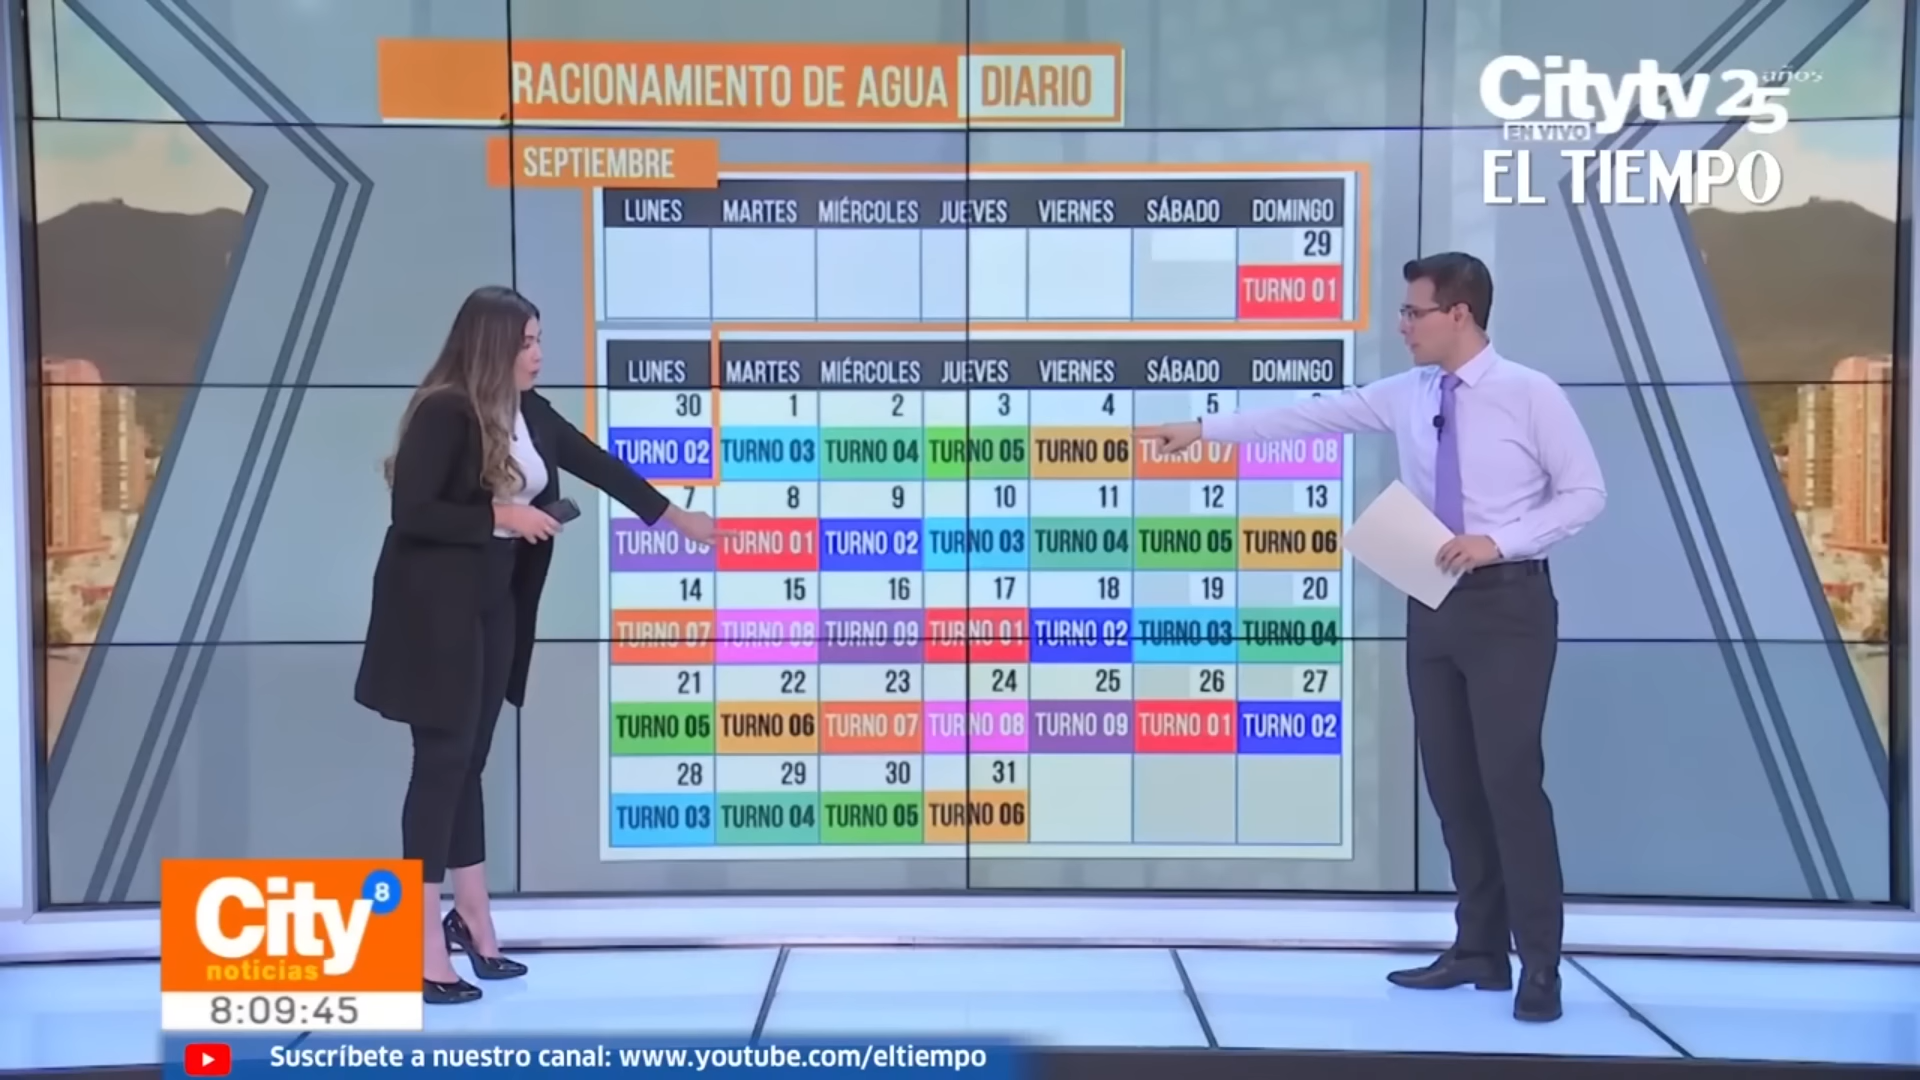 RACIONAMIENTO DE AGUA DIARIO
Citytv 25 años
EN VIVO
EL TIEMPO
SEPTIEMBRE
LUNES MARTES MIÉRCOLES JUEVES VIERNES SÁBADO DOMINGO
29
TURNO 01
LUNES MARTES MIÉRCOLES JUEVES VIERNES SÁBADO DOMINGO
30 1 2 3 4 5
TURNO 02 TURNO 03 TURNO 04 TURNO 05 TURNO 06 TURNO 07 TURNO 08
7 8 9 10 11 12 13
TURNO TURNO 01 TURNO 02 TURNO 03 TURNO 04 TURNO 05 TURNO 06
14 15 16 17 18 19 20
TURNO 07 TURNO 08 TURNO 09 TURNO 01 TURNO 02 TURNO 03 TURNO 04
21 22 23 24 25 26 27
TURNO 05 TURNO 06 TURNO 07 TURNO 08 TURNO 09 TURNO 01 TURNO 02
28 29 30 31
TURNO 03 TURNO 04 TURNO 05 TURNO 06
City 8
noticias
8:09:45
Suscríbete a nuestro canal: www.youtube.com/eltiempo